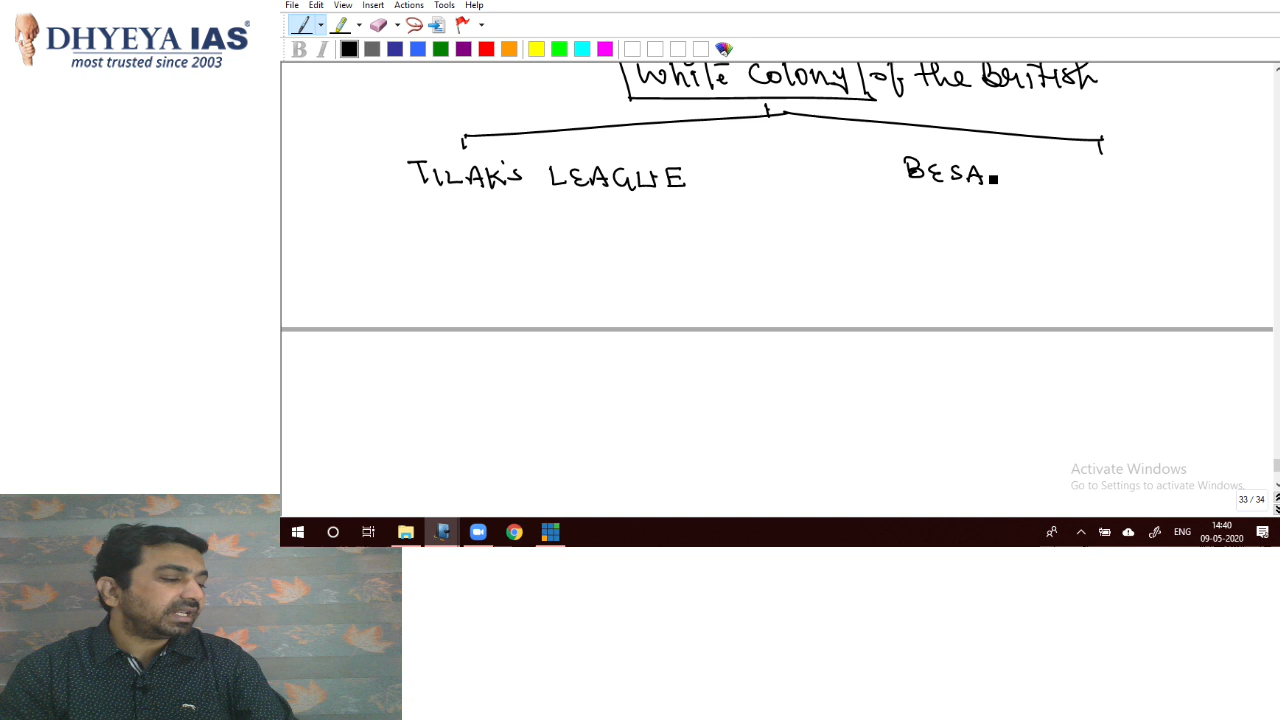 DHYEYA IAS®
most trusted since 2003
File Edit View Insert Actions Tools Help
B I
White Colony of the British
TILAK's LEAGUE
BESA
Activate Windows
Go to Settings to activate Windows.
33 / 34
ENG
14:40
09-05-2020